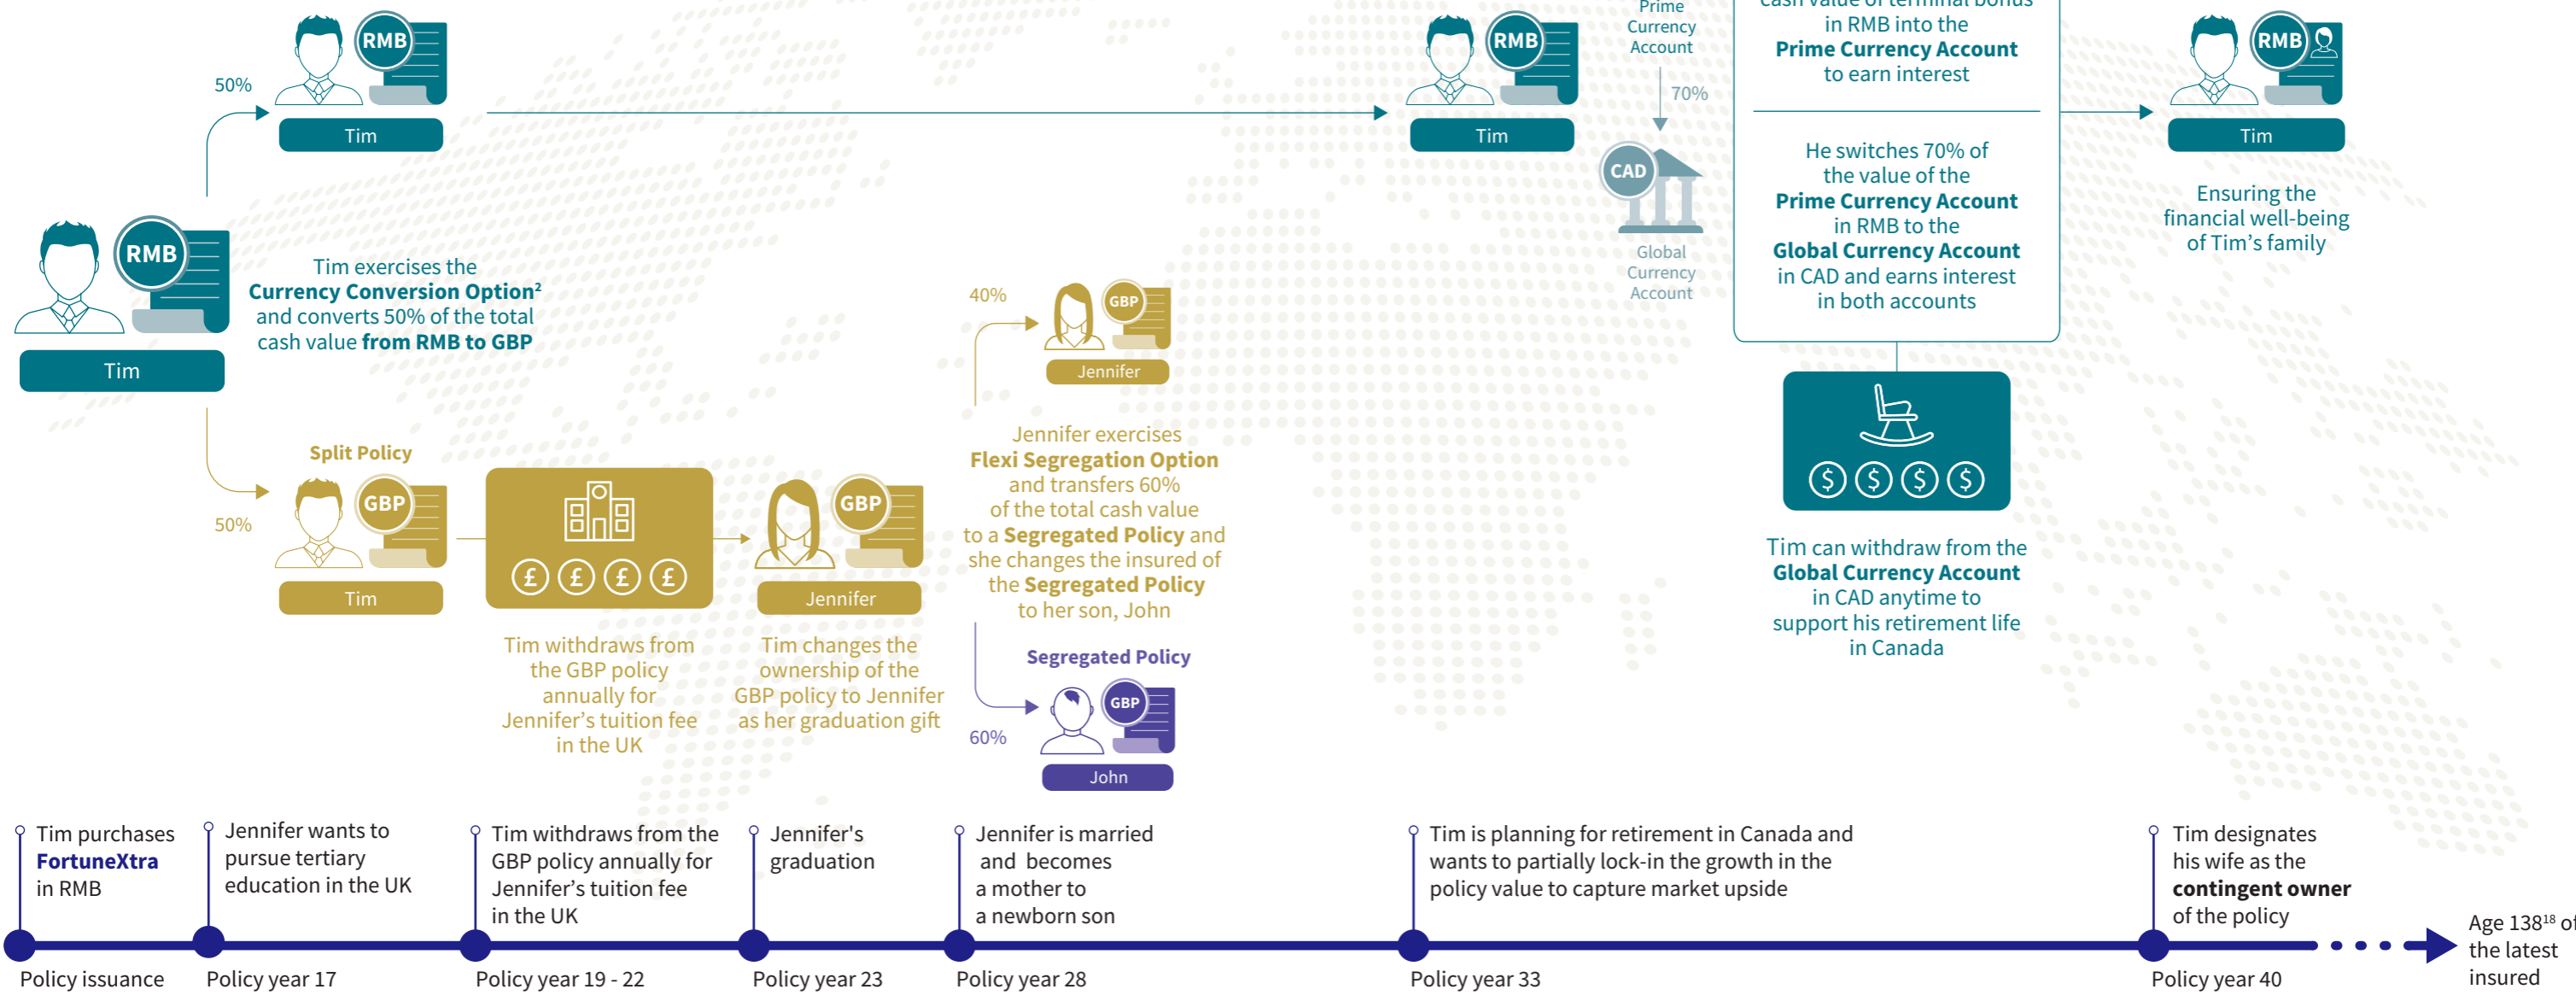 RMB
50%
Tim
RMB
Tim
Tim exercises the
Currency Conversion Option²
and converts 50% of the total
cash value from RMB to GBP
Split Policy
50%
GBP
Tim
£ £ £ £
Tim withdraws from
the GBP policy
annually for
Jennifer's tuition fee
in the UK
GBP
Jennifer
Tim changes the
ownership of the
GBP policy to Jennifer
as her graduation gift
40%
GBP
Jennifer
Jennifer exercises
Flexi Segregation Option
and transfers 60%
of the total cash value
to a Segregated Policy and
she changes the insured of
the Segregated Policy
to her son, John
Segregated Policy
60%
GBP
John
RMB
Tim
Prime
Currency
Account
70%
CAD
Global
Currency
Account
cash value of terminal bonus
in RMB into the
Prime Currency Account
to earn interest
He switches 70% of
the value of the
Prime Currency Account
in RMB to the
Global Currency Account
in CAD and earns interest
in both accounts
$ $ $ $
Tim can withdraw from the
Global Currency Account
in CAD anytime to
support his retirement life
in Canada
RMB
Tim
Ensuring the
financial well-being
of Tim's family
Tim purchases
FortuneXtra
in RMB
Policy issuance
Jennifer wants to
pursue tertiary
education in the UK
Policy year 17
Tim withdraws from the
GBP policy annually for
Jennifer's tuition fee
in the UK
Policy year 19 - 22
Jennifer's
graduation
Policy year 23
Jennifer is married
and becomes
a mother to
a newborn son
Policy year 28
Tim is planning for retirement in Canada and
wants to partially lock-in the growth in the
policy value to capture market upside
Policy year 33
Tim designates
his wife as the
contingent owner
of the policy
Policy year 40
Age 138¹⁸ of
the latest
insured